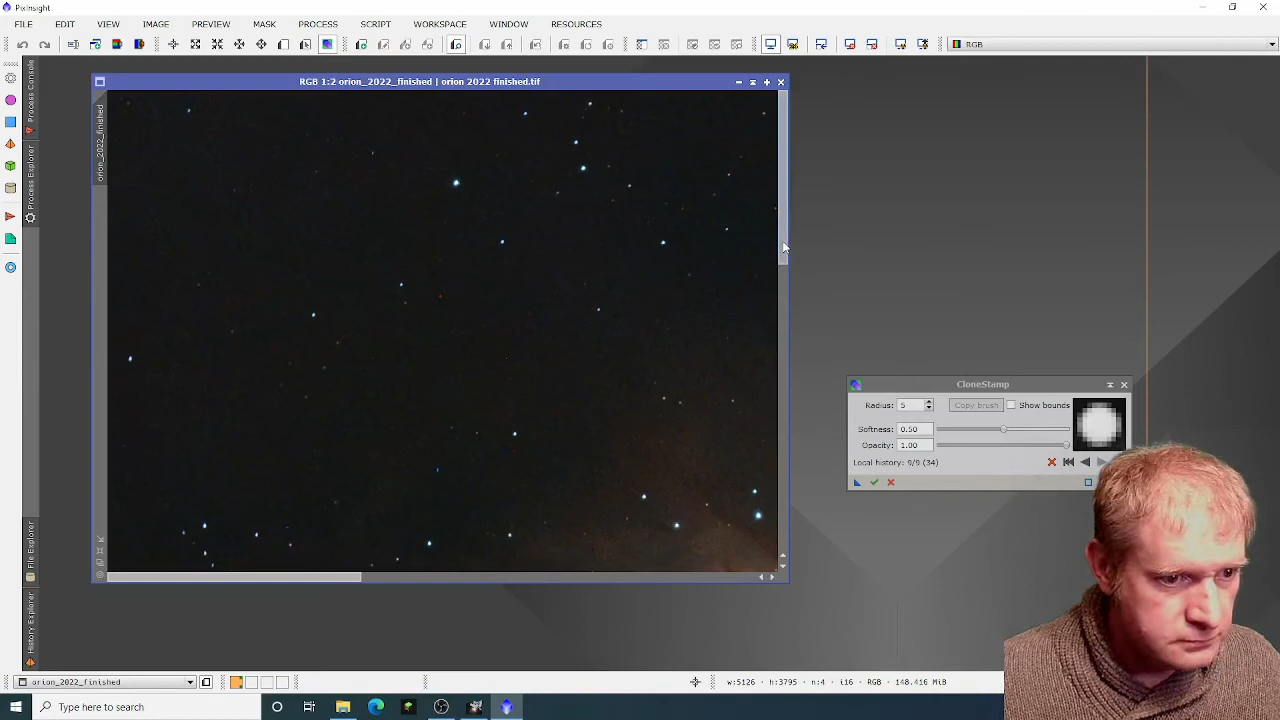 PixInsight
FILE EDIT VIEW IMAGE PREVIEW MASK PROCESS SCRIPT WORKSPACE WINDOW RESOURCES
RGB
Process Console
Process Explorer
File Explorer
History Explorer
RGB 1:2 orion_2022_finished | orion 2022 finished.tif
orion_2022_finished
CloneStamp
Radius: 5 Copy brush Show bounds
Softness: 0.50
Opacity: 1.00
Local history: 9/9 (34)
orion_2022_finished
w:5126 · h:3795 · n:4 · i16 · RGB · 148.416 MiB
Type here to search